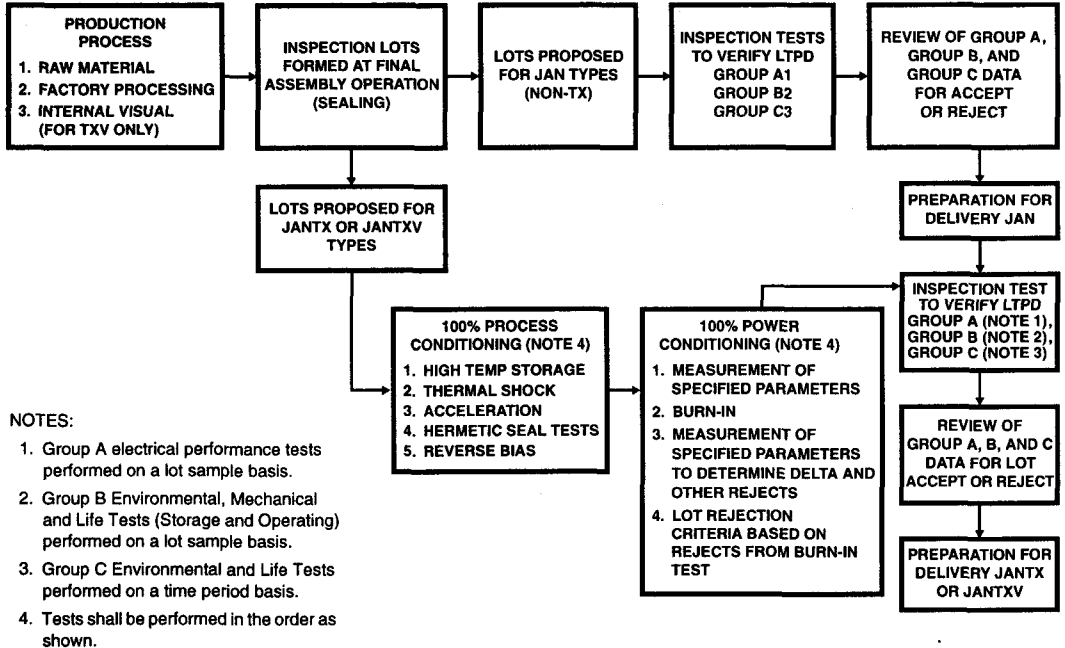 PRODUCTION
PROCESS
1. RAW MATERIAL
2. FACTORY PROCESSING
3. INTERNAL VISUAL
(FOR TXV ONLY)
INSPECTION LOTS
FORMED AT FINAL
ASSEMBLY OPERATION
(SEALING)
LOTS PROPOSED
FOR JAN TYPES
(NON-TX)
INSPECTION TESTS
TO VERIFY LTPD
GROUP A1
GROUP B2
GROUP C3
REVIEW OF GROUP A,
GROUP B, AND
GROUP C DATA
FOR ACCEPT
OR REJECT
LOTS PROPOSED FOR
JANTX OR JANTXV
TYPES
PREPARATION FOR
DELIVERY JAN
100% PROCESS
CONDITIONING (NOTE 4)
1. HIGH TEMP STORAGE
2. THERMAL SHOCK
3. ACCELERATION
4. HERMETIC SEAL TESTS
5. REVERSE BIAS
100% POWER
CONDITIONING (NOTE 4)
1. MEASUREMENT OF
SPECIFIED PARAMETERS
2. BURN-IN
3. MEASUREMENT OF
SPECIFIED PARAMETERS
TO DETERMINE DELTA AND
OTHER REJECTS
4. LOT REJECTION
CRITERIA BASED ON
REJECTS FROM BURN-IN
TEST
INSPECTION TEST
TO VERIFY LTPD
GROUP A (NOTE 1),
GROUP B (NOTE 2),
GROUP C (NOTE 3)
REVIEW OF
GROUP A, B, AND C
DATA FOR LOT
ACCEPT OR REJECT
PREPARATION FOR
DELIVERY JANTX
OR JANTXV
NOTES:
1. Group A electrical performance tests
performed on a lot sample basis.
2. Group B Environmental, Mechanical
and Life Tests (Storage and Operating)
performed on a lot sample basis.
3. Group C Environmental and Life Tests
performed on a time period basis.
4. Tests shall be performed in the order as
shown.